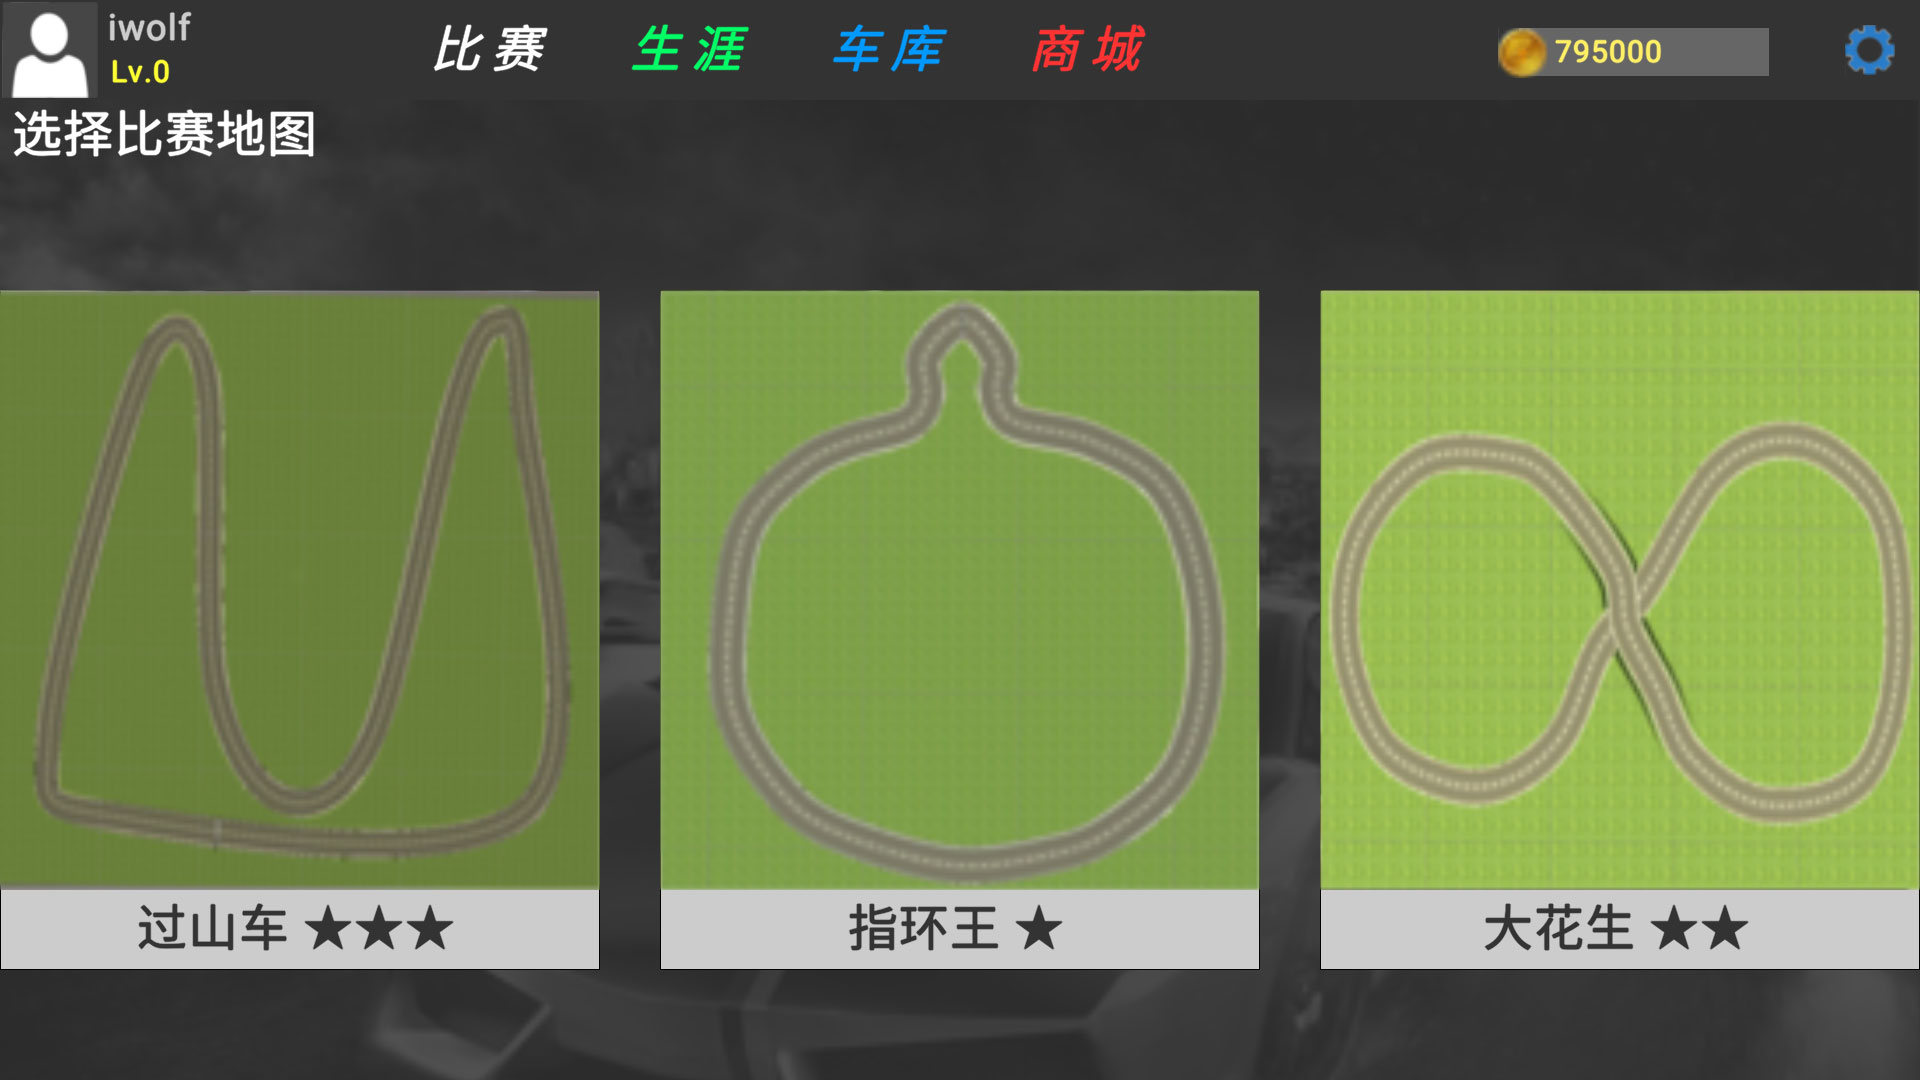 iwolf
Lv.0
比赛 生涯 车库 商城
795000
选择比赛地图
过山车 ★★★
指环王 ★
大花生 ★★